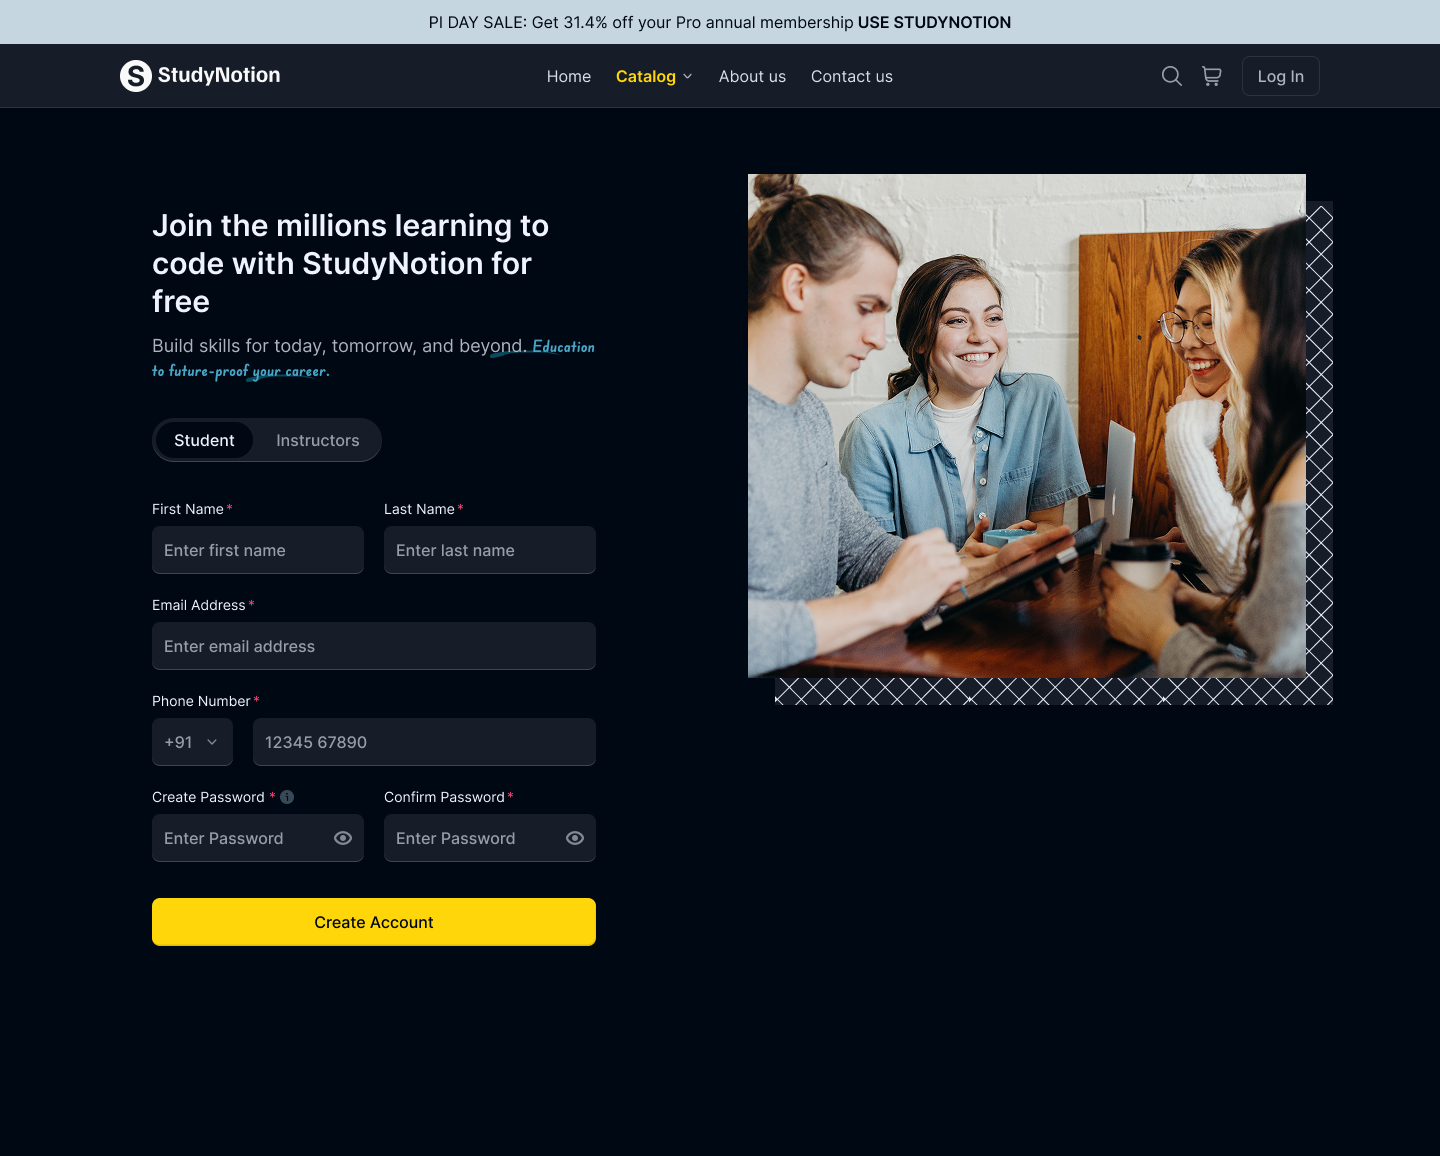 PI DAY SALE: Get 31.4% off your Pro annual membership USE STUDYNOTION
S StudyNotion
Home
Catalog
About us
Contact us
Log In
Join the millions learning to
code with StudyNotion for
free
Build skills for today, tomorrow, and beyond. Education
to future-proof your career.
Student
Instructors
First Name*
Last Name*
Enter first name
Enter last name
Email Address*
Enter email address
Phone Number*
+91
12345 67890
Create Password *
Confirm Password*
Enter Password
Enter Password
Create Account